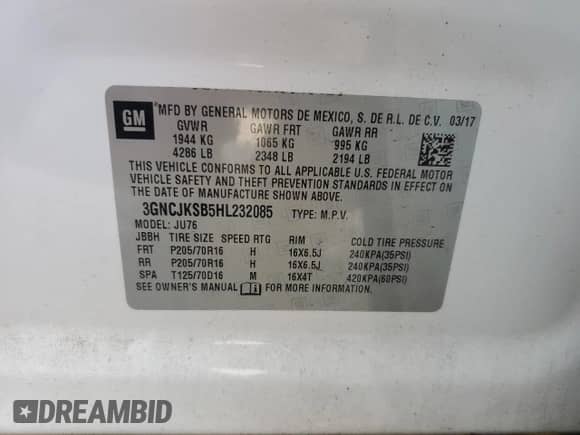 GM
*MFD BY GENERAL MOTORS DE MEXICO, S. DE R.L. DE C.V. 03/17
GVWR GAWR FRT GAWR RR
1944 KG 1065 KG 995 KG
4286 LB 2348 LB 2194 LB
THIS VEHICLE CONFORMS TO ALL APPLICABLE U.S. FEDERAL MOTOR
VEHICLE SAFETY AND THEFT PREVENTION STANDARDS IN EFFECT ON
THE DATE OF MANUFACTURE SHOWN ABOVE.
3GNCJKSB5HL232085 TYPE: M.P.V.
MODEL: JU76
JBBH TIRE SIZE SPEED RTG RIM COLD TIRE PRESSURE
FRT P205/70R16 H 16X6.5J 240KPA(35PSI)
RR P205/70R16 H 16X6.5J 240KPA(35PSI)
SPA T125/70D16 M 16X4T 420KPA(60PSI)
SEE OWNER'S MANUAL FOR MORE INFORMATION
DREAMBID